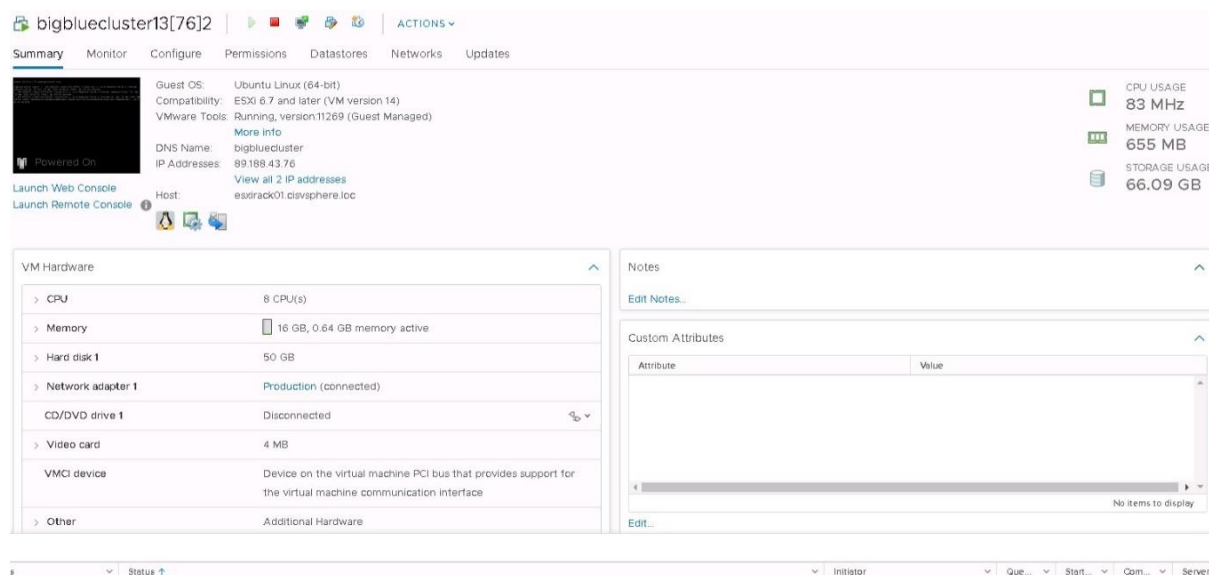 bigbluecluster13[76]2 ACTIONS
Summary Monitor Configure Permissions Datastores Networks Updates
Powered On
Launch Web Console
Launch Remote Console
Guest OS: Ubuntu Linux (64-bit)
Compatibility: ESXi 6.7 and later (VM version 14)
VMware Tools: Running, version:11269 (Guest Managed)
More info
DNS Name: bigbluecluster
IP Addresses: 89.188.43.76
View all 2 IP addresses
Host: esxirack01.cisvsphere.loc
CPU USAGE
83 MHz
MEMORY USAGE
655 MB
STORAGE USAGE
66.09 GB
VM Hardware
CPU 8 CPU(s)
Memory 16 GB, 0.64 GB memory active
Hard disk 1 50 GB
Network adapter 1 Production (connected)
CD/DVD drive 1 Disconnected
Video card 4 MB
VMCI device Device on the virtual machine PCI bus that provides support for
the virtual machine communication interface
Other Additional Hardware
Notes
Edit Notes...
Custom Attributes
Attribute Value
No items to display
Edit...
Status Initiator Que... Start... Com... Server